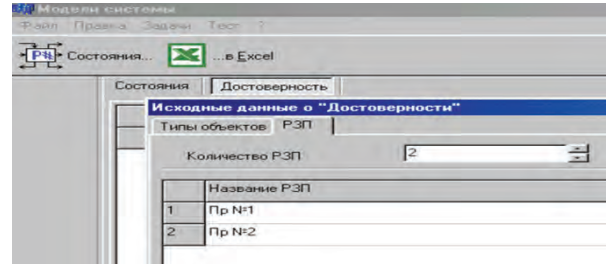 Модели системы
Файл Правка Задачи Тест ?
Р% Состояния... ...в Excel
Состояния Достоверность
Исходные данные о "Достоверности"
Типы объектов РЗП
Количество РЗП 2
Название РЗП
1 Пр №1
2 Пр №2